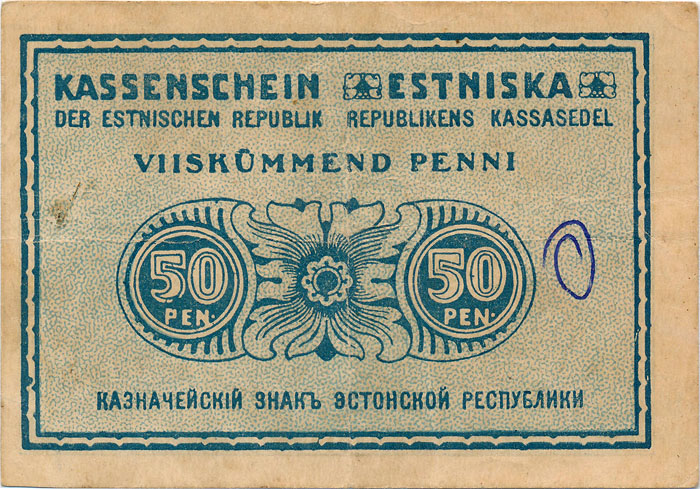 KASSENSCHEIN ESTNISKA
DER ESTNISCHEN REPUBLIK REPUBLIKENS KASSASEDEL
VIISKÜMMEND PENNI
50 50
PEN. PEN.
КАЗНАЧЕЙСКІЙ ЗНАКЪ ЭСТОНСКОЙ РЕСПУБЛИКИ